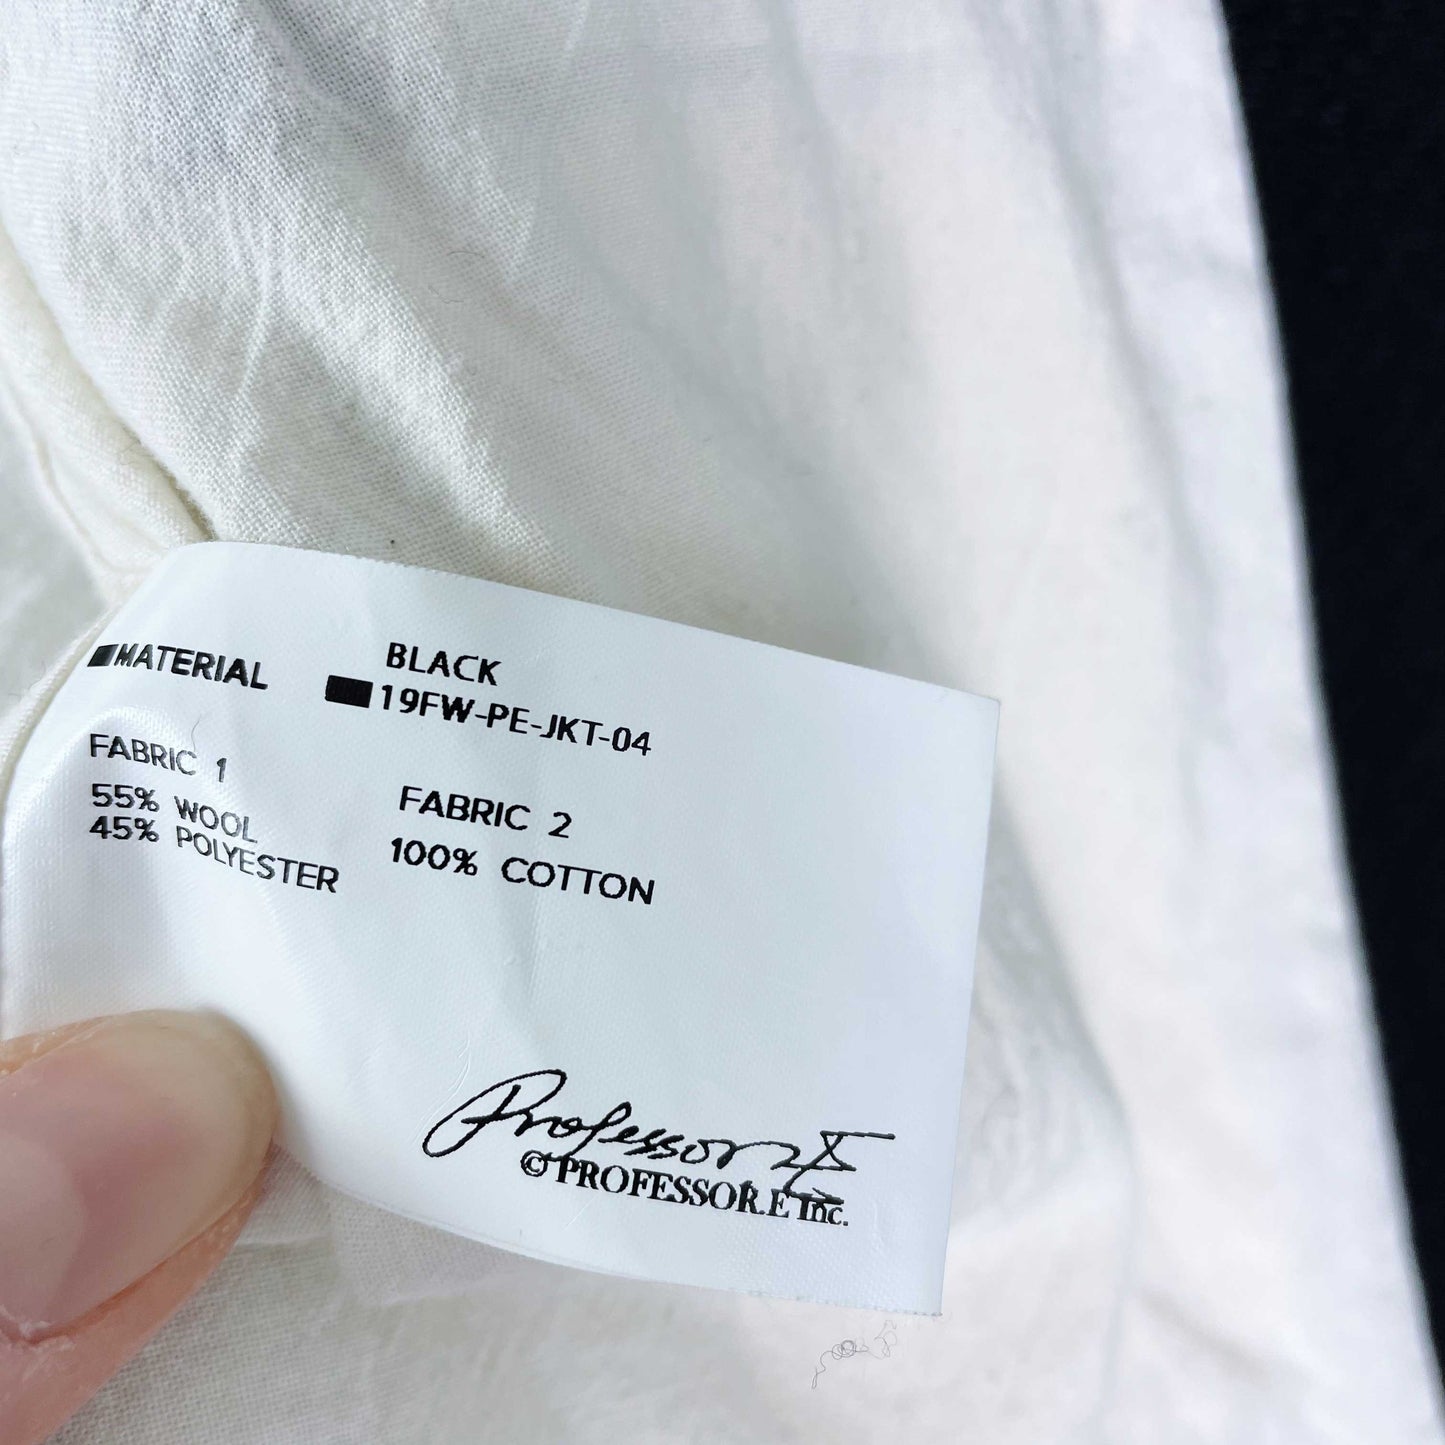 ■MATERIAL
BLACK
■19FW-PE-JKT-04
FABRIC 1
55% WOOL
45% POLYESTER
FABRIC 2
100% COTTON
Professor.E
© PROFESSOR.E Inc.